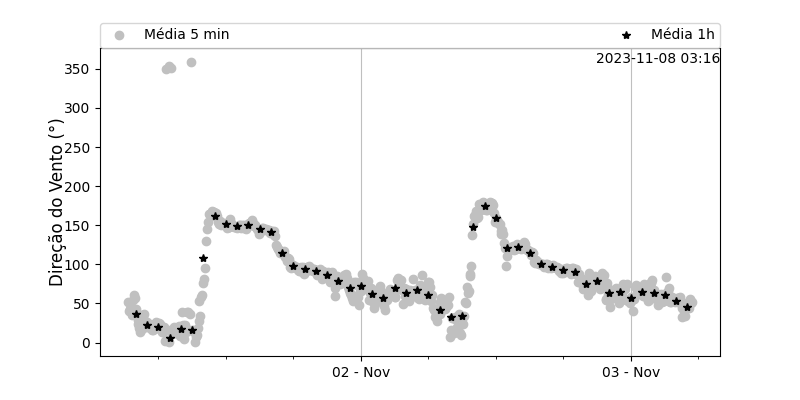 Média 5 min
Média 1h
2023-11-08 03:16
Direção do Vento (°)
350
300
250
200
150
100
50
0
02 - Nov
03 - Nov